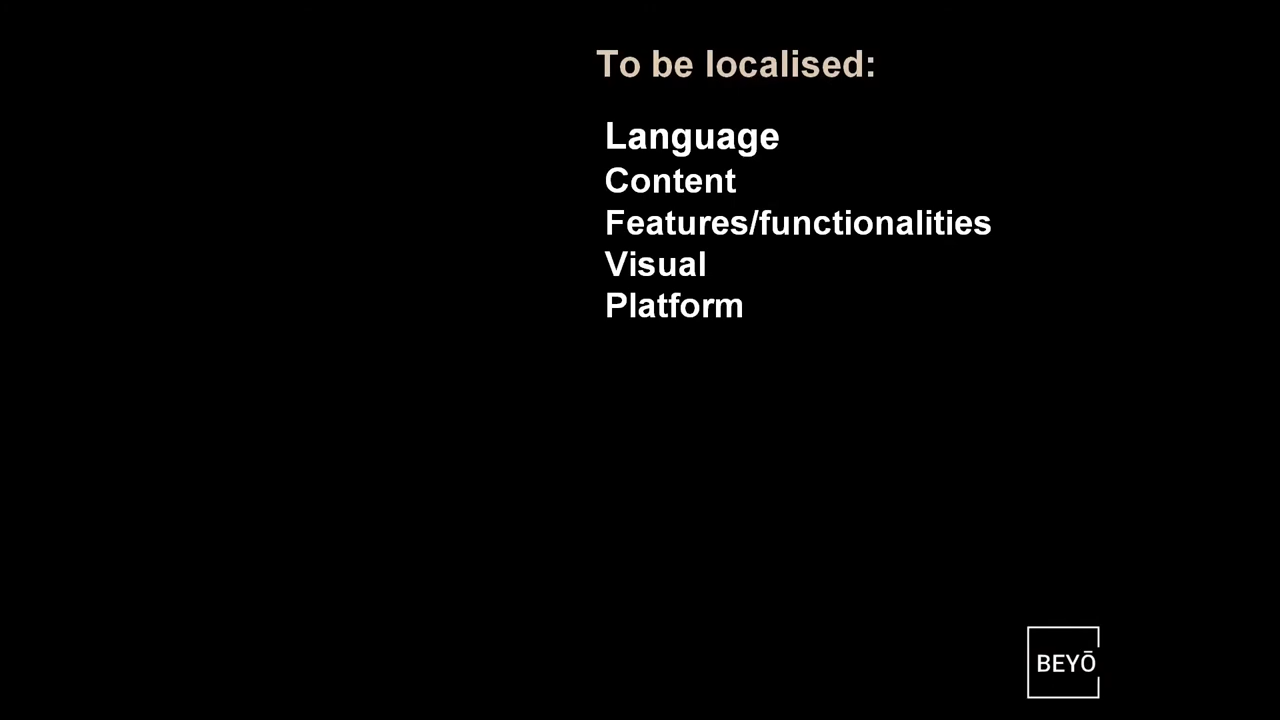 To be localised:
Language
Content
Features/functionalities
Visual
Platform
BEYŌ